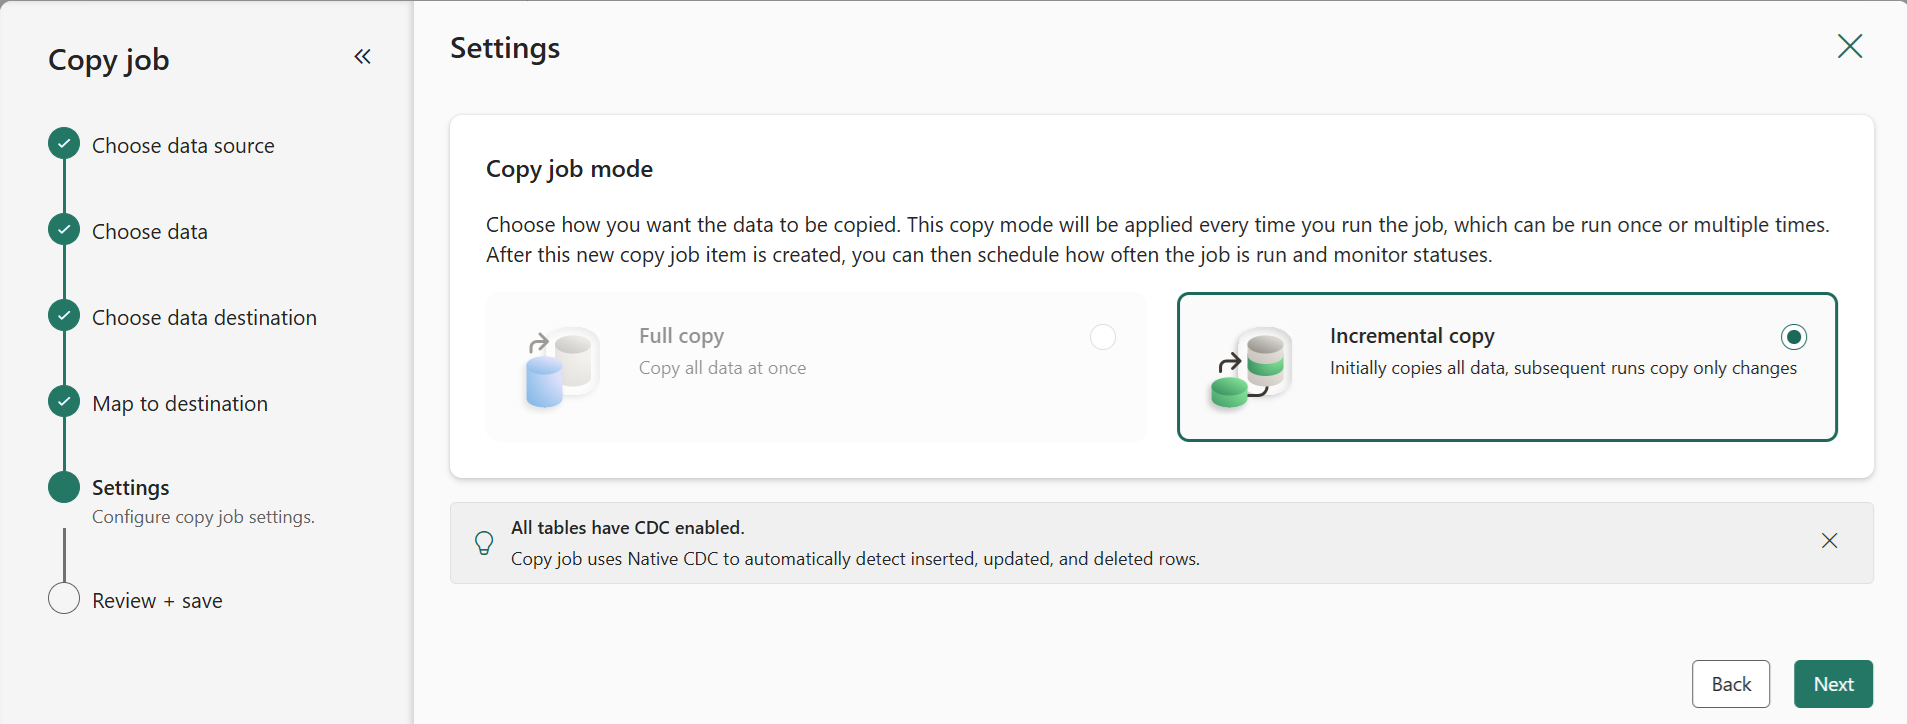 Copy job
Choose data source
Choose data
Choose data destination
Map to destination
Settings
Configure copy job settings.
Review + save
Settings
Copy job mode
Choose how you want the data to be copied. This copy mode will be applied every time you run the job, which can be run once or multiple times.
After this new copy job item is created, you can then schedule how often the job is run and monitor statuses.
Full copy
Copy all data at once
Incremental copy
Initially copies all data, subsequent runs copy only changes
All tables have CDC enabled.
Copy job uses Native CDC to automatically detect inserted, updated, and deleted rows.
Back
Next